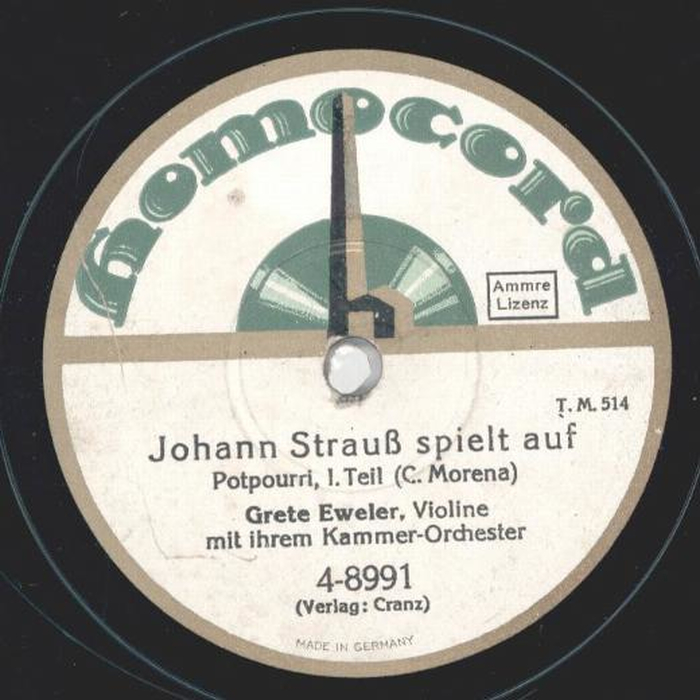 homocord
Ammre
Lizenz
T. M. 514
Johann Strauß spielt auf
Potpourri, 1. Teil (C. Morena)
Grete Eweler, Violine
mit ihrem Kammer-Orchester
4-8991
(Verlag: Cranz)
MADE IN GERMANY